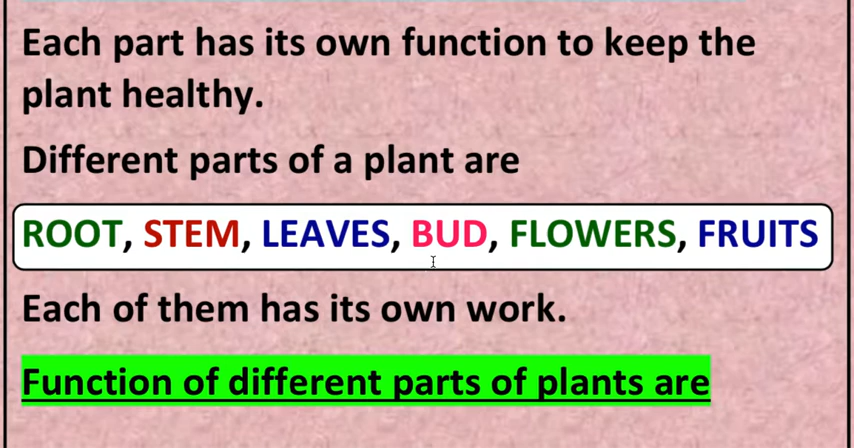 Each part has its own function to keep the
plant healthy.
Different parts of a plant are
ROOT, STEM, LEAVES, BUD, FLOWERS, FRUITS
Each of them has its own work.
Function of different parts of plants are